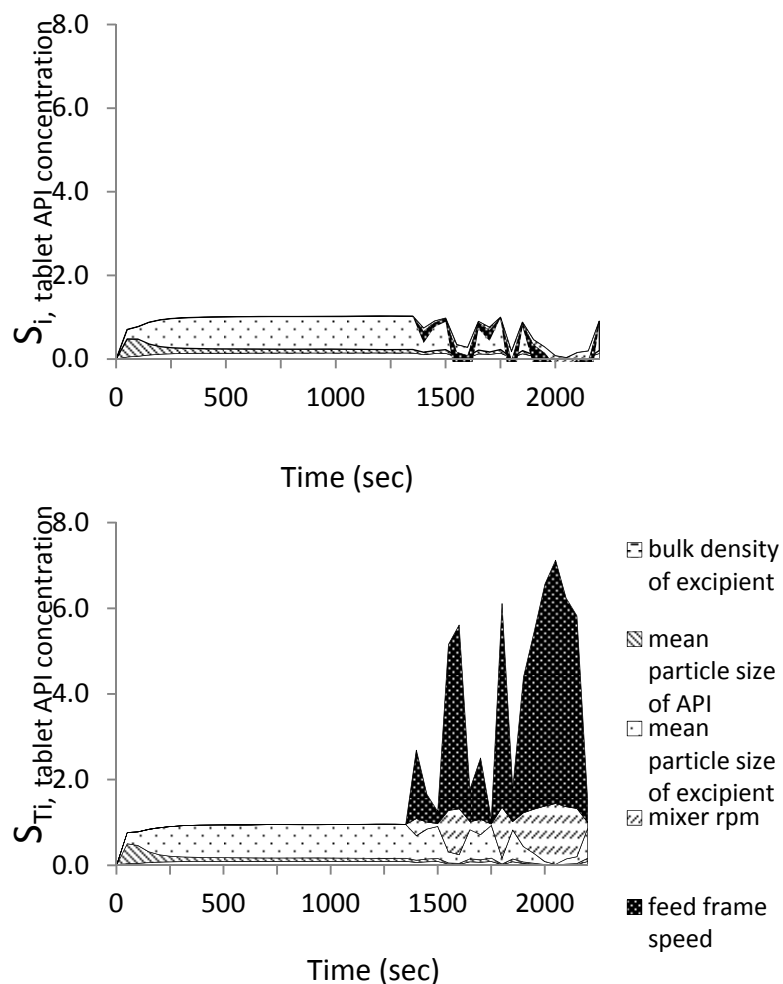 8.0
6.0
4.0
2.0
0.0
Si, tablet API concentration
0
500
1000
1500
2000
Time (sec)
8.0
6.0
4.0
2.0
0.0
STi, tablet API concentration
0
500
1000
1500
2000
Time (sec)
bulk density
of excipient
mean
particle size
of API
mean
particle size
of excipient
mixer rpm
feed frame
speed